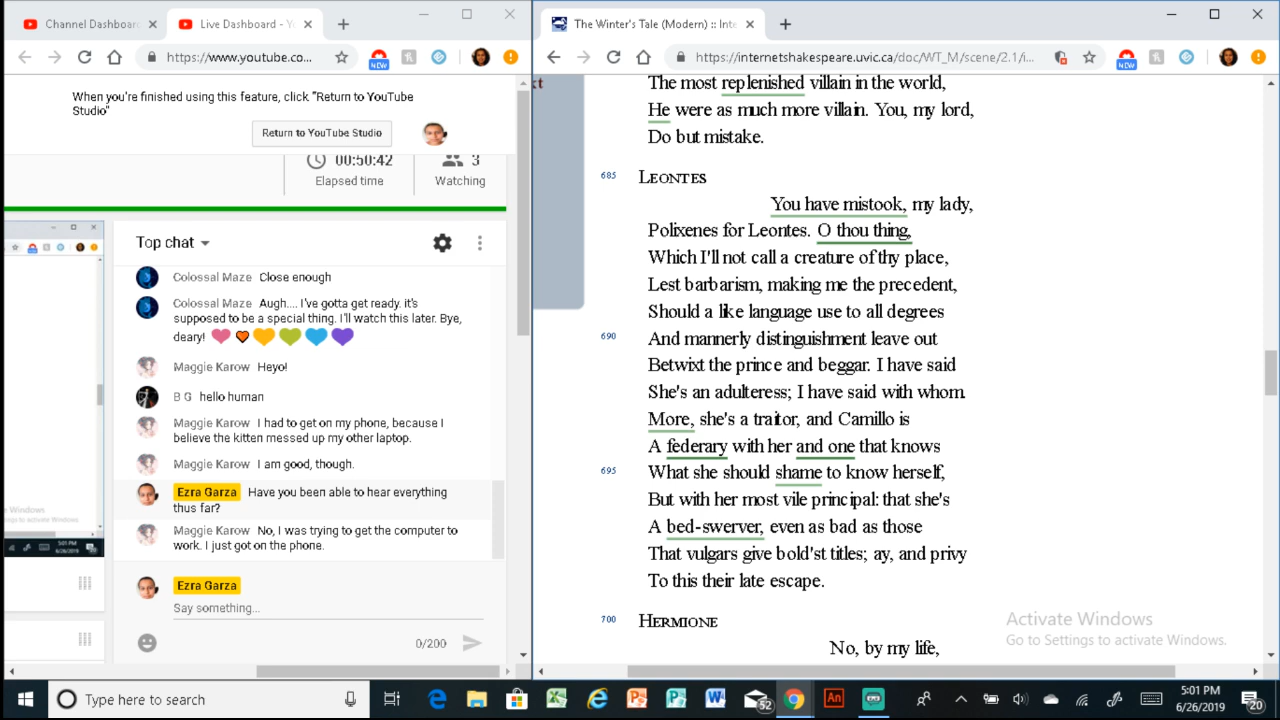 Channel Dashboard
Live Dashboard - Y
https://www.youtube.co...
NEW
When you're finished using this feature, click "Return to YouTube
Studio"
Return to YouTube Studio
00:50:42
3
Elapsed time
Watching
Top chat
Colossal Maze Close enough
Colossal Maze Augh.... I've gotta get ready. it's
supposed to be a special thing. I'll watch this later. Bye,
deary!
Maggie Karow Heyo!
B G hello human
Maggie Karow I had to get on my phone, because I
believe the kitten messed up my other laptop.
Maggie Karow I am good, though.
Ezra Garza Have you been able to hear everything
thus far?
Maggie Karow No, I was trying to get the computer to
work. I just got on the phone.
Ezra Garza
Say something...
0/200
5:01 PM
6/26/2019
The Winter's Tale (Modern) :: Inte
https://internetshakespeare.uvic.ca/doc/WT_M/scene/2.1/i...
NEW
xt
The most replenished villain in the world,
He were as much more villain. You, my lord,
Do but mistake.
685 LEONTES
You have mistook, my lady,
Polixenes for Leontes. O thou thing,
Which I'll not call a creature of thy place,
Lest barbarism, making me the precedent,
Should a like language use to all degrees
690 And mannerly distinguishment leave out
Betwixt the prince and beggar. I have said
She's an adulteress; I have said with whom.
More, she's a traitor, and Camillo is
A federary with her and one that knows
695 What she should shame to know herself,
But with her most vile principal: that she's
A bed-swerver, even as bad as those
That vulgars give bold'st titles; ay, and privy
To this their late escape.
700 HERMIONE
No, by my life,
Activate Windows
Go to Settings to activate Windows.
Type here to search
52
An
5:01 PM
6/26/2019
20